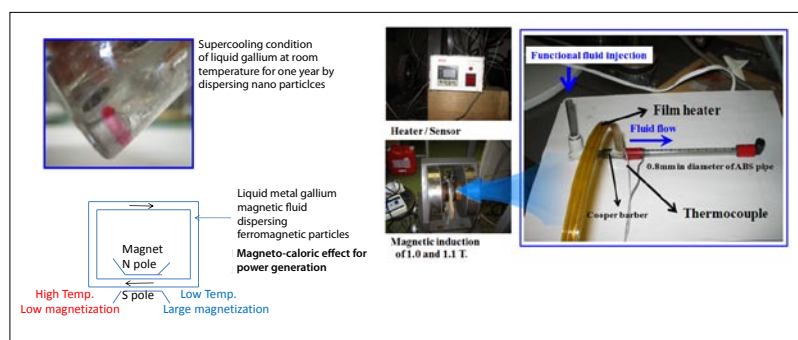 Supercooling condition
of liquid gallium at room
temperature for one year by
dispersing nano particlces
Liquid metal gallium
magnetic fluid
dispersing
ferromagnetic particles
Magneto-caloric effect for
power generation
Magnet
N pole
S pole
High Temp.
Low magnetization
Low Temp.
Large magnetization
Heater / Sensor
Magnetic induction
of 1.0 and 1.1 T.
Functional fluid injection
Film heater
Fluid flow
0.8mm in diameter of ABS pipe
Cooper barber
Thermocouple